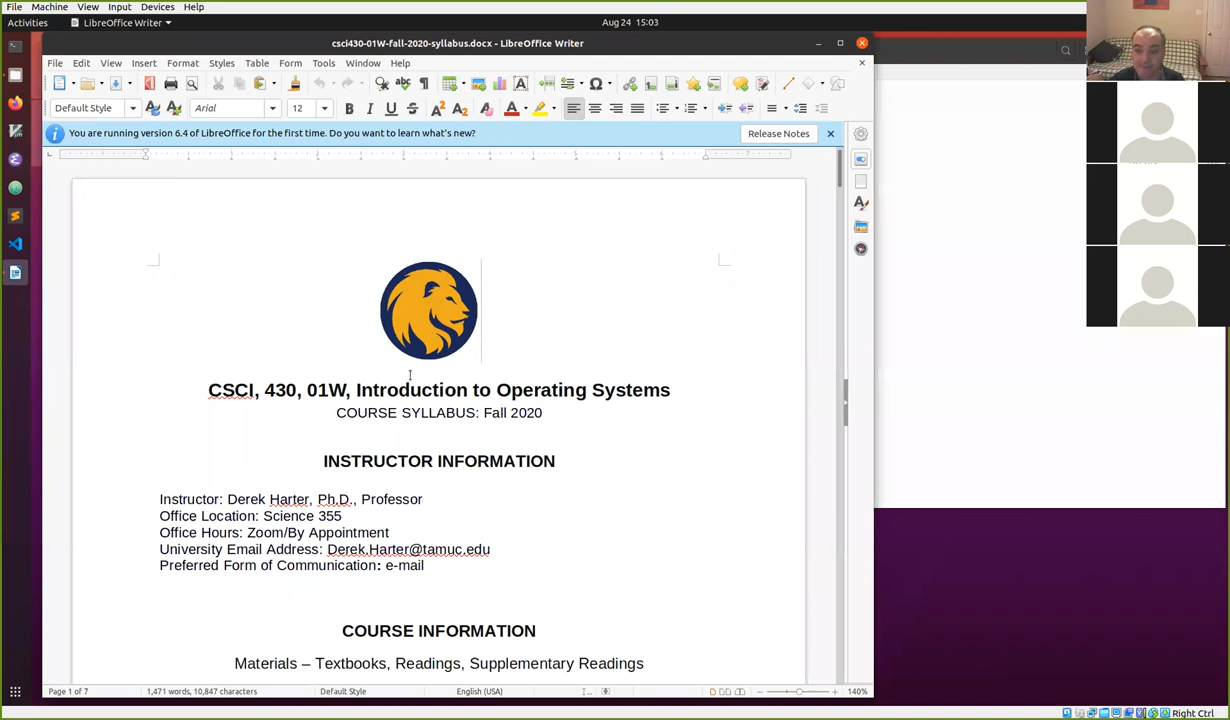 File Machine View Input Devices Help
Activities LibreOffice Writer Aug 24 15:03
csci430-01W-fall-2020-syllabus.docx - LibreOffice Writer
File Edit View Insert Format Styles Table Form Tools Window Help
Default Style Arial 12
You are running version 6.4 of LibreOffice for the first time. Do you want to learn what's new? Release Notes
CSCI, 430, 01W, Introduction to Operating Systems
COURSE SYLLABUS: Fall 2020
INSTRUCTOR INFORMATION
Instructor: Derek Harter, Ph.D., Professor
Office Location: Science 355
Office Hours: Zoom/By Appointment
University Email Address: Derek.Harter@tamuc.edu
Preferred Form of Communication: e-mail
COURSE INFORMATION
Materials – Textbooks, Readings, Supplementary Readings
Page 1 of 7 1,471 words, 10,847 characters Default Style English (USA) 140%
Right Ctrl